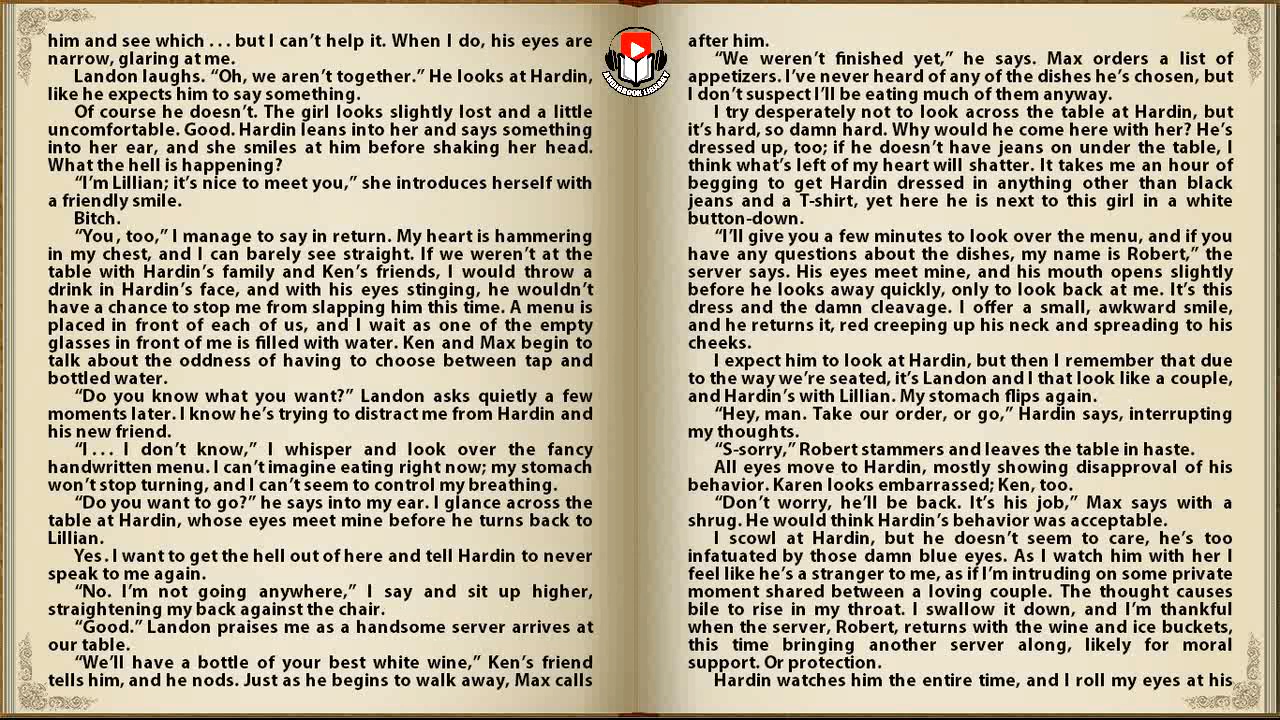 him and see which . . . but I can’t help it. When I do, his eyes are
narrow, glaring at me.
Landon laughs. “Oh, we aren’t together.” He looks at Hardin,
like he expects him to say something.
Of course he doesn’t. The girl looks slightly lost and a little
uncomfortable. Good. Hardin leans into her and says something
into her ear, and she smiles at him before shaking her head.
What the hell is happening?
“I’m Lillian; it’s nice to meet you,” she introduces herself with
a friendly smile.
Bitch.
“You, too,” I manage to say in return. My heart is hammering
in my chest, and I can barely see straight. If we weren’t at the
table with Hardin’s family and Ken’s friends, I would throw a
drink in Hardin’s face, and with his eyes stinging, he wouldn’t
have a chance to stop me from slapping him this time. A menu is
placed in front of each of us, and I wait as one of the empty
glasses in front of me is filled with water. Ken and Max begin to
talk about the oddness of having to choose between tap and
bottled water.
“Do you know what you want?” Landon asks quietly a few
moments later. I know he’s trying to distract me from Hardin and
his new friend.
“I . . . I don’t know,” I whisper and look over the fancy
handwritten menu. I can’t imagine eating right now; my stomach
won’t stop turning, and I can’t seem to control my breathing.
“Do you want to go?” he says into my ear. I glance across the
table at Hardin, whose eyes meet mine before he turns back to
Lillian.
Yes. I want to get the hell out of here and tell Hardin to never
speak to me again.
“No. I’m not going anywhere,” I say and sit up higher,
straightening my back against the chair.
“Good.” Landon praises me as a handsome server arrives at
our table.
“We’ll have a bottle of your best white wine,” Ken’s friend
tells him, and he nods. Just as he begins to walk away, Max calls
AUDIOBOOK LIBRARY
after him.
“We weren’t finished yet,” he says. Max orders a list of
appetizers. I’ve never heard of any of the dishes he’s chosen, but
I don’t suspect I’ll be eating much of them anyway.
I try desperately not to look across the table at Hardin, but
it’s hard, so damn hard. Why would he come here with her? He’s
dressed up, too; if he doesn’t have jeans on under the table, I
think what’s left of my heart will shatter. It takes me an hour of
begging to get Hardin dressed in anything other than black
jeans and a T-shirt, yet here he is next to this girl in a white
button-down.
“I’ll give you a few minutes to look over the menu, and if you
have any questions about the dishes, my name is Robert,” the
server says. His eyes meet mine, and his mouth opens slightly
before he looks away quickly, only to look back at me. It’s this
dress and the damn cleavage. I offer a small, awkward smile,
and he returns it, red creeping up his neck and spreading to his
cheeks.
I expect him to look at Hardin, but then I remember that due
to the way we’re seated, it’s Landon and I that look like a couple,
and Hardin’s with Lillian. My stomach flips again.
“Hey, man. Take our order, or go,” Hardin says, interrupting
my thoughts.
“S-sorry,” Robert stammers and leaves the table in haste.
All eyes move to Hardin, mostly showing disapproval of his
behavior. Karen looks embarrassed; Ken, too.
“Don’t worry, he’ll be back. It’s his job,” Max says with a
shrug. He would think Hardin’s behavior was acceptable.
I scowl at Hardin, but he doesn’t seem to care, he’s too
infatuated by those damn blue eyes. As I watch him with her I
feel like he’s a stranger to me, as if I’m intruding on some private
moment shared between a loving couple. The thought causes
bile to rise in my throat. I swallow it down, and I’m thankful
when the server, Robert, returns with the wine and ice buckets,
this time bringing another server along, likely for moral
support. Or protection.
Hardin watches him the entire time, and I roll my eyes at his